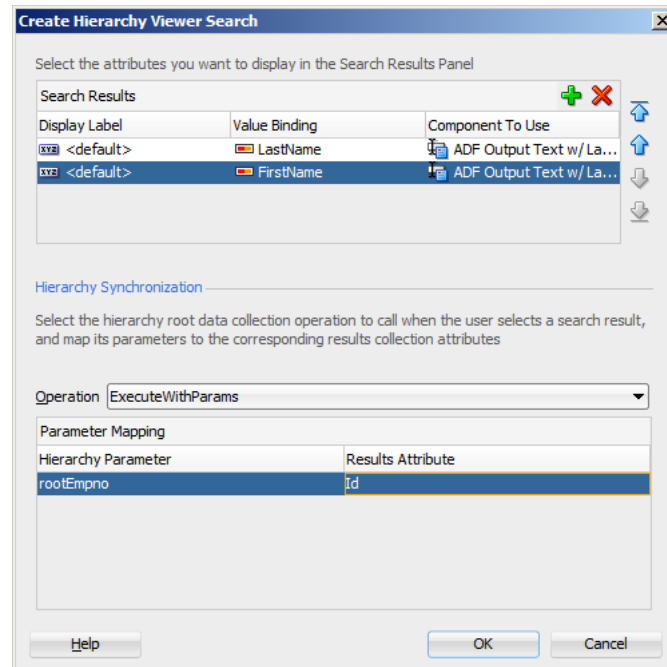 Create Hierarchy Viewer Search
Select the attributes you want to display in the Search Results Panel
Search Results
Display Label Value Binding Component To Use
xyz <default> LastName ADF Output Text w/ La...
xyz <default> FirstName ADF Output Text w/ La...
Hierarchy Synchronization
Select the hierarchy root data collection operation to call when the user selects a search result,
and map its parameters to the corresponding results collection attributes
Operation ExecuteWithParams
Parameter Mapping
Hierarchy Parameter Results Attribute
rootEmpno Id
Help OK Cancel